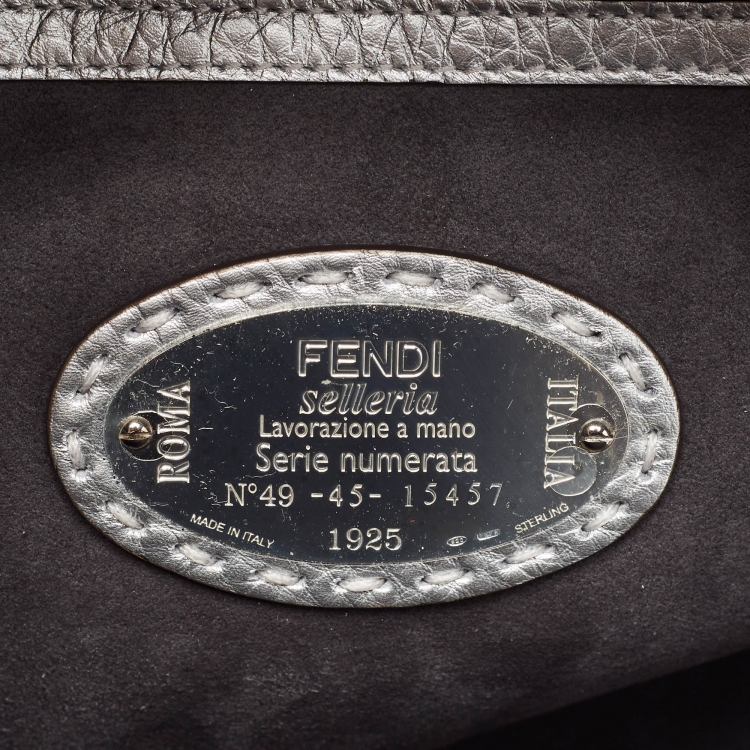 FENDI
selleria
Lavorazione a mano
Serie numerata
N°49 -45- 15457
1925
ROMA
ITALIA
MADE IN ITALY
STERLING